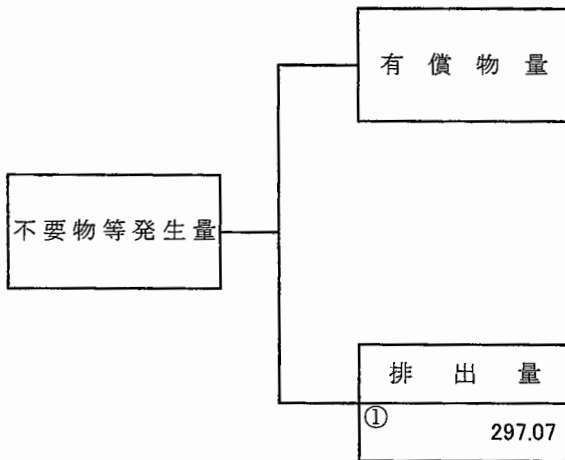 有償物量
不要物等発生量
排出量
①
297.07